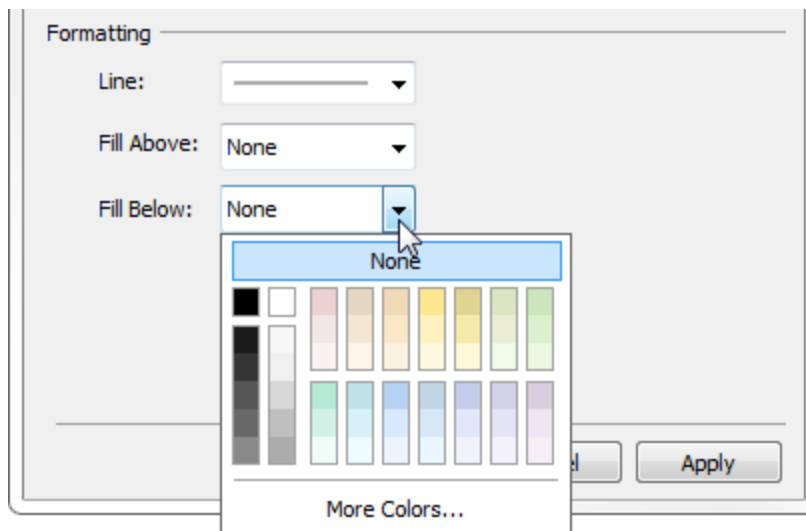 Formatting
Line:
Fill Above: None
Fill Below: None
None
Apply
More Colors...